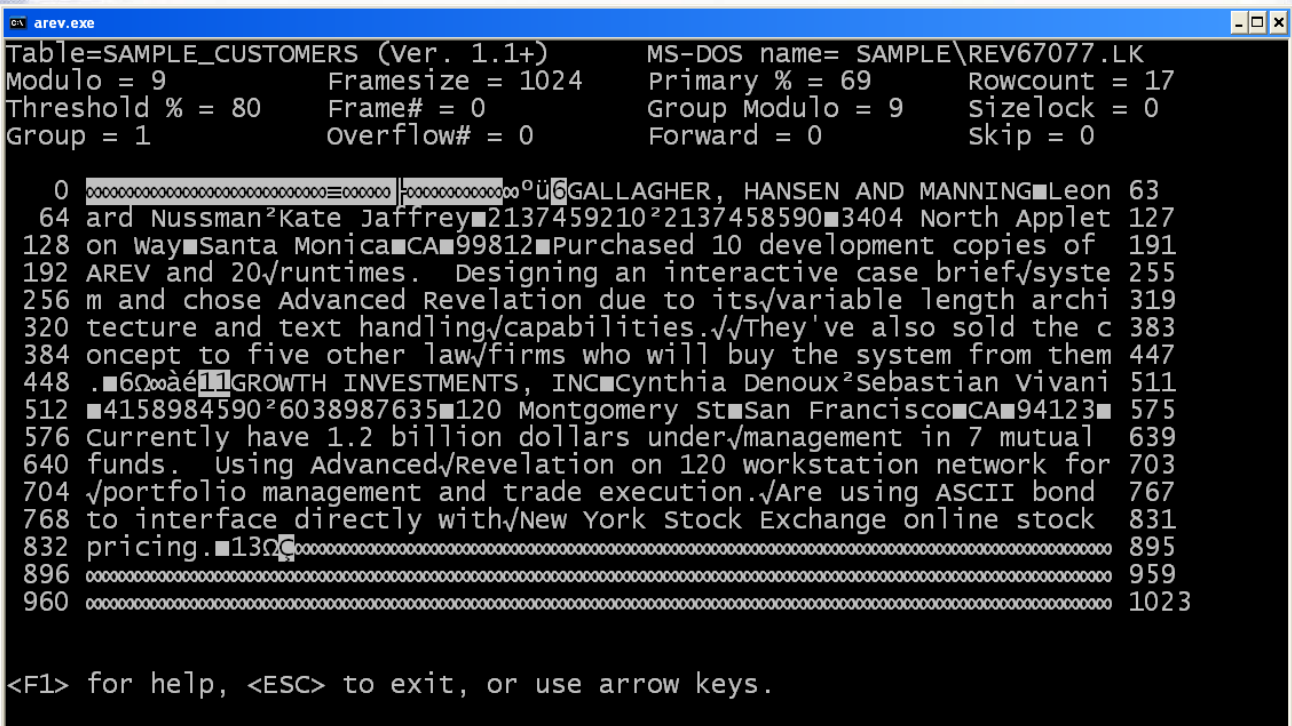 arev.exe
Table=SAMPLE_CUSTOMERS (Ver. 1.1+) MS-DOS name= SAMPLE\REV67077.LK
Modulo = 9 Framesize = 1024 Primary % = 69 Rowcount = 17
Threshold % = 80 Frame# = 0 Group Modulo = 9 Sizelock = 0
Group = 1 Overflow# = 0 Forward = 0 Skip = 0
0 ∞∞∞∞∞∞∞∞∞∞∞∞∞∞∞∞∞∞∞∞∞∞∞∞≡∞∞∞∞∞╠∞∞∞∞∞∞∞∞∞∞∞ºü6GALLAGHER, HANSEN AND MANNING■Leon 63
64 ard Nussman²Kate Jaffrey■2137459210²2137458590■3404 North Applet 127
128 on Way■Santa Monica■CA■99812■Purchased 10 development copies of 191
192 AREV and 20√runtimes.  Designing an interactive case brief√syste 255
256 m and chose Advanced Revelation due to its√variable length archi 319
320 tecture and text handling√capabilities.√√They've also sold the c 383
384 oncept to five other law√firms who will buy the system from them 447
448 .■6Ω∞àé11GROWTH INVESTMENTS, INC■Cynthia Denoux²Sebastian Vivani 511
512 ■4158984590²6038987635■120 Montgomery St■San Francisco■CA■94123■ 575
576 Currently have 1.2 billion dollars under√management in 7 mutual 639
640 funds.  Using Advanced√Revelation on 120 workstation network for 703
704 √portfolio management and trade execution.√Are using ASCII bond 767
768 to interface directly with√New York Stock Exchange online stock 831
832 pricing.■13ΩÇ∞∞∞∞∞∞∞∞∞∞∞∞∞∞∞∞∞∞∞∞∞∞∞∞∞∞∞∞∞∞∞∞∞∞∞∞∞∞∞∞∞∞∞∞∞∞∞∞∞∞∞ 895
896 ∞∞∞∞∞∞∞∞∞∞∞∞∞∞∞∞∞∞∞∞∞∞∞∞∞∞∞∞∞∞∞∞∞∞∞∞∞∞∞∞∞∞∞∞∞∞∞∞∞∞∞∞∞∞∞∞∞∞∞∞∞∞∞∞ 959
960 ∞∞∞∞∞∞∞∞∞∞∞∞∞∞∞∞∞∞∞∞∞∞∞∞∞∞∞∞∞∞∞∞∞∞∞∞∞∞∞∞∞∞∞∞∞∞∞∞∞∞∞∞∞∞∞∞∞∞∞∞∞∞∞∞ 1023
<F1> for help, <ESC> to exit, or use arrow keys.